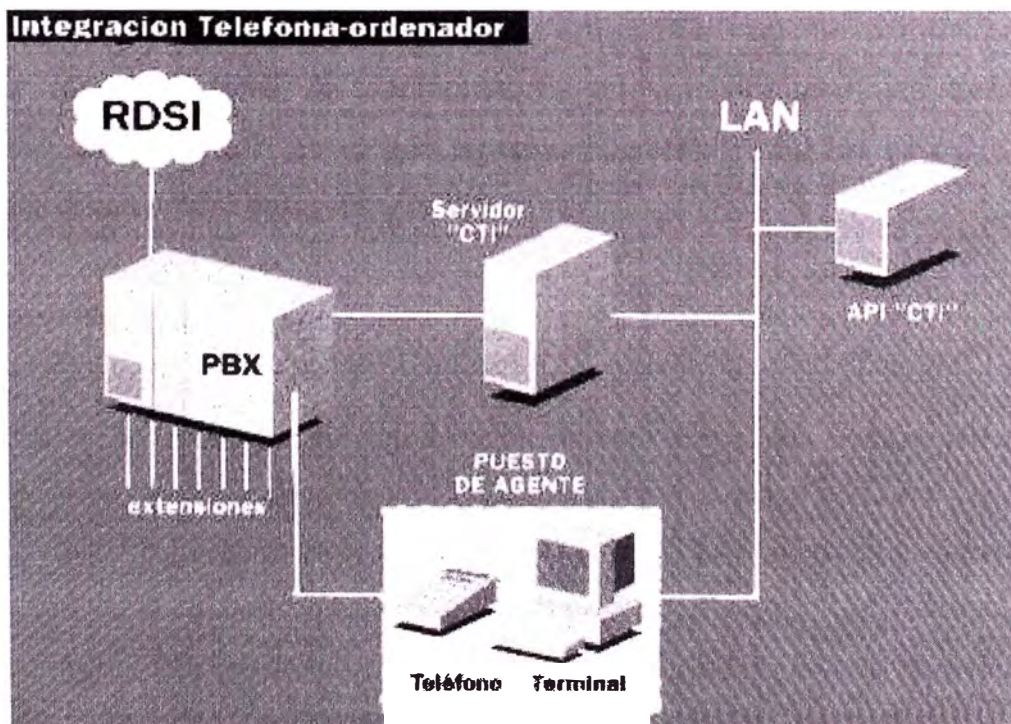 Integracion Telefonia-ordenador
RDSI
LAN
Servidor
"CTI"
API "CTI"
PBX
PUESTO
DE AGENTE
extensiones
Teléfono Terminal